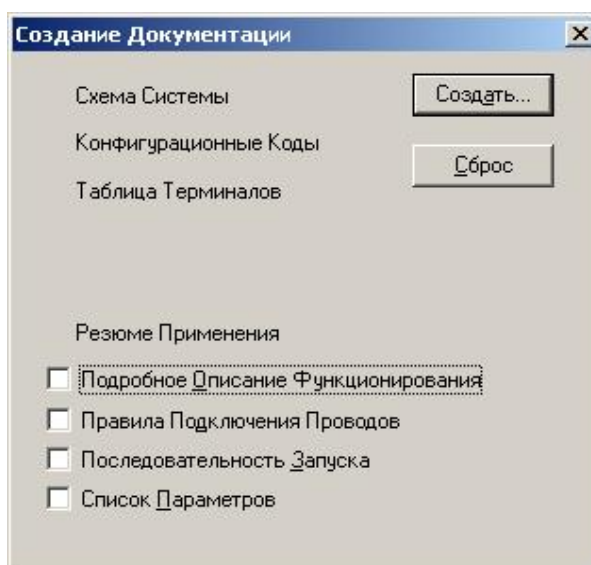 Создание Документации
Схема Системы
Создать...
Конфигурационные Коды
Сброс
Таблица Терминалов
Резюме Применения
Подробное Описание Функционирования
Правила Подключения Проводов
Последовательность Запуска
Список Параметров